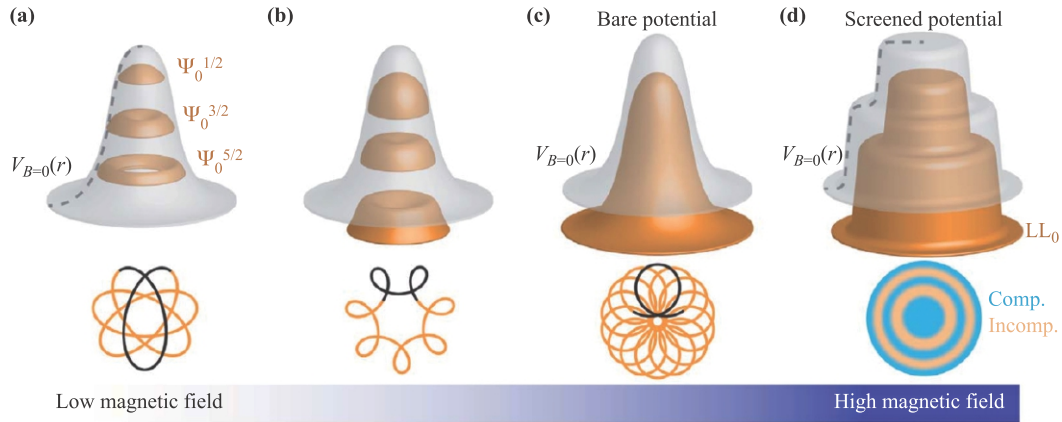 (a)
(b)
(c)
(d)
Bare potential
Screened potential
Ψ₀^1/2
Ψ₀^3/2
Ψ₀^5/2
V_B=0(r)
V_B=0(r)
V_B=0(r)
LL₀
Comp.
Incomp.
Low magnetic field
High magnetic field